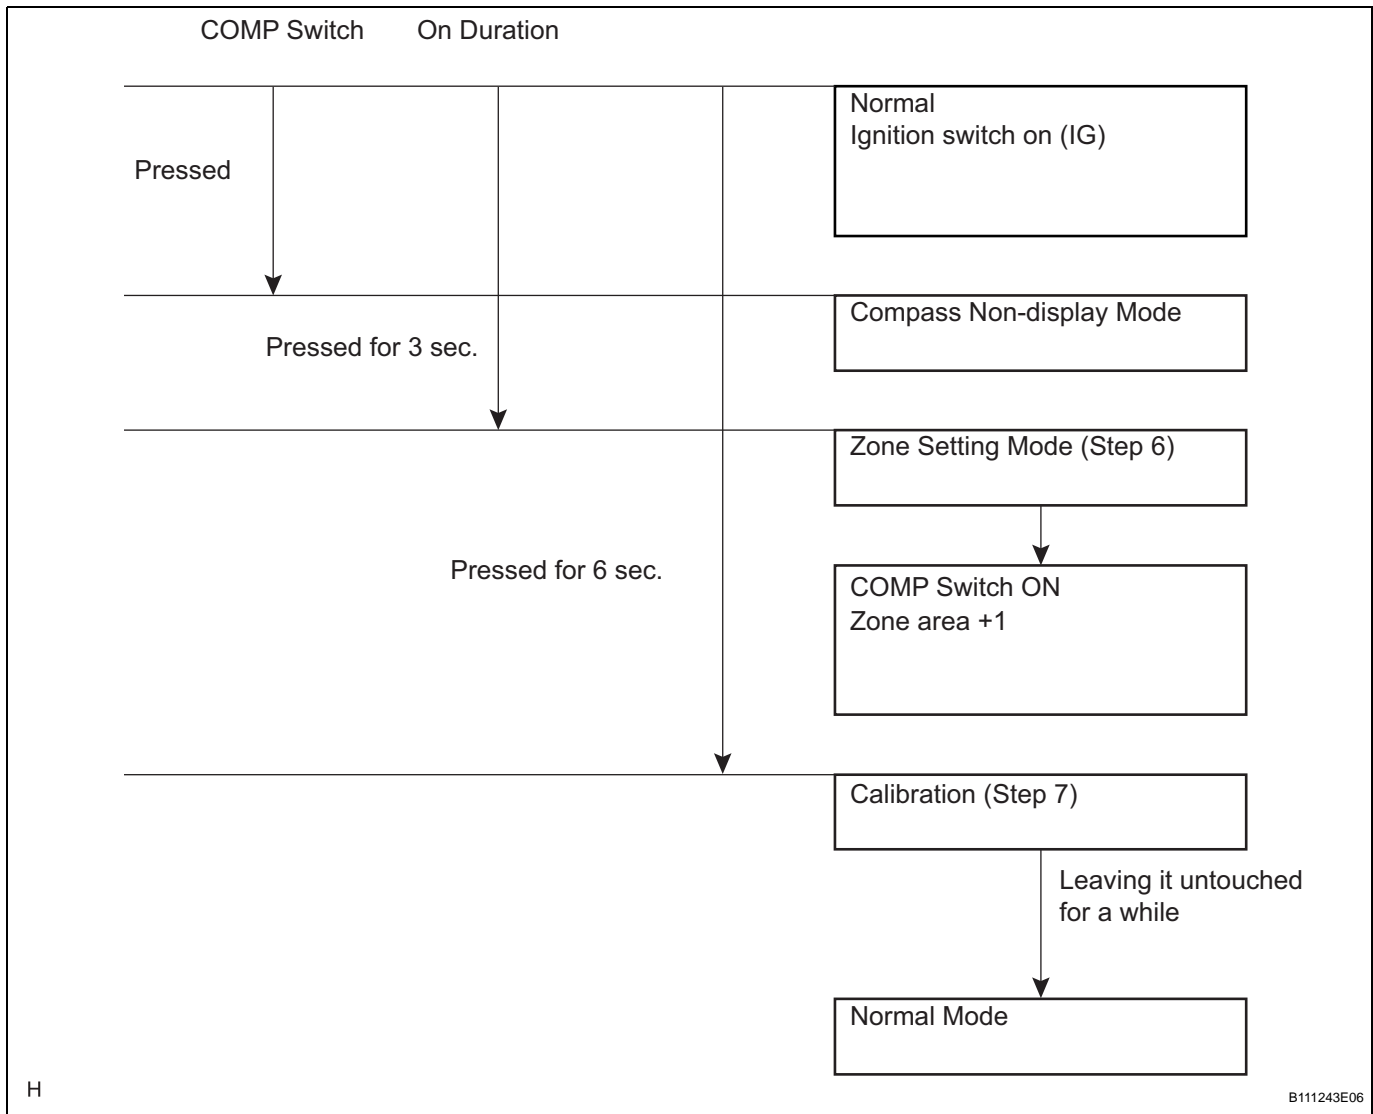 COMP Switch On Duration
Normal
Ignition switch on (IG)
Pressed
Compass Non-display Mode
Pressed for 3 sec.
Zone Setting Mode (Step 6)
Pressed for 6 sec.
COMP Switch ON
Zone area +1
Calibration (Step 7)
Leaving it untouched
for a while
Normal Mode
H
B111243E06